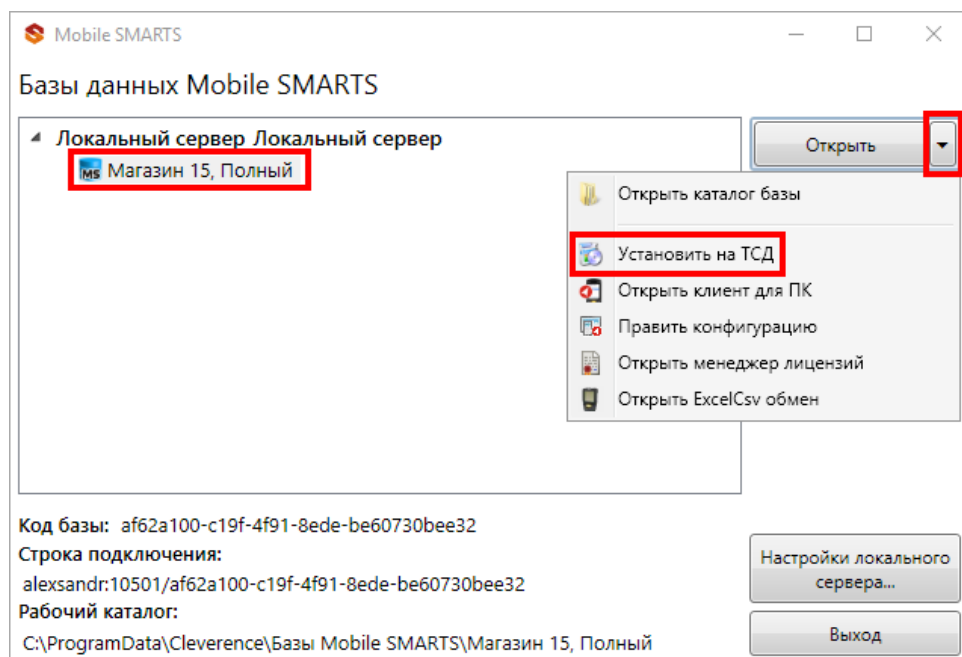 Mobile SMARTS
Базы данных Mobile SMARTS
Локальный сервер Локальный сервер
MS Магазин 15, Полный
Открыть
Открыть каталог базы
Установить на ТСД
Открыть клиент для ПК
Править конфигурацию
Открыть менеджер лицензий
Открыть ExcelCsv обмен
Код базы: af62a100-c19f-4f91-8ede-be60730bee32
Строка подключения:
alexsandr:10501/af62a100-c19f-4f91-8ede-be60730bee32
Рабочий каталог:
C:\ProgramData\Cleverence\Базы Mobile SMARTS\Магазин 15, Полный
Настройки локального
сервера...
Выход